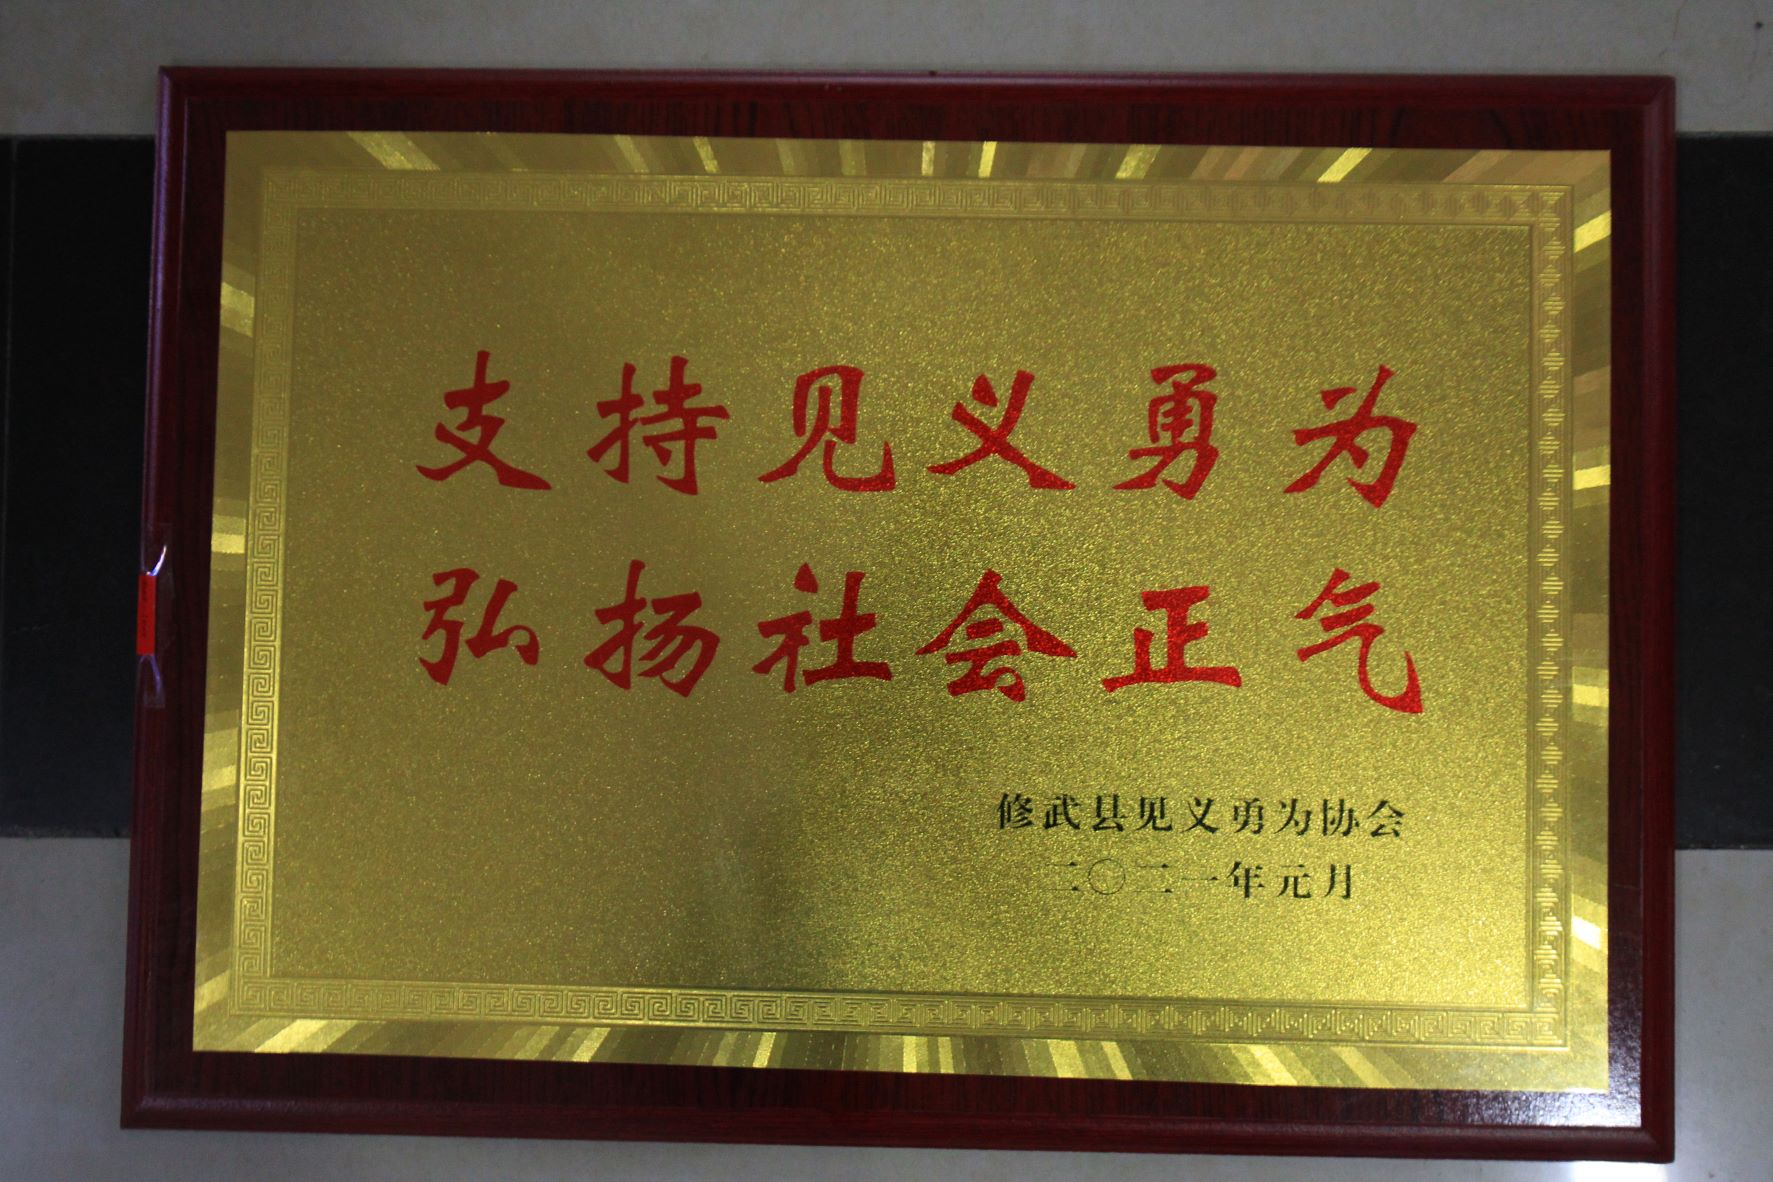 支持见义勇为
弘扬社会正气
修武县见义勇为协会
二〇二一年元月